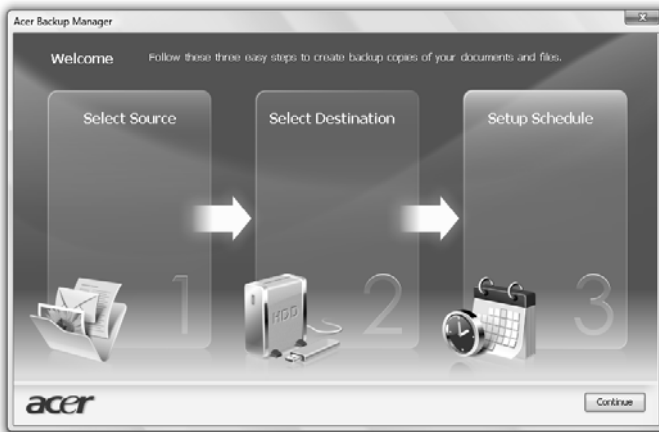 Acer Backup Manager
Welcome Follow these three easy steps to create backup copies of your documents and files.
Select Source
Select Destination
Setup Schedule
1
HDD
2
3
acer
Continue